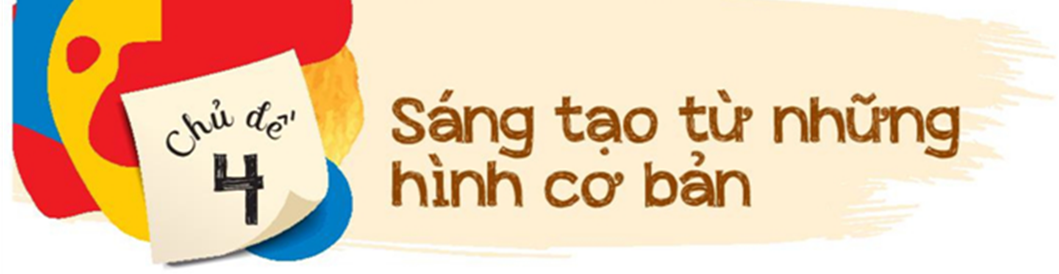 Chủ đề
4
Sáng tạo từ những
hình cơ bản